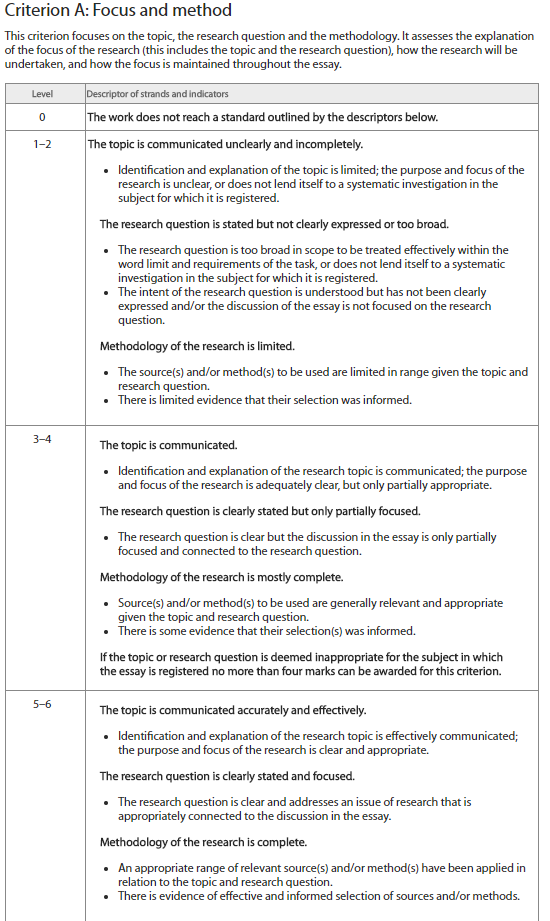 Criterion A: Focus and method
This criterion focuses on the topic, the research question and the methodology. It assesses the explanation
of the focus of the research (this includes the topic and the research question), how the research will be
undertaken, and how the focus is maintained throughout the essay.
Level Descriptor of strands and indicators
0 The work does not reach a standard outlined by the descriptors below.
1–2 The topic is communicated unclearly and incompletely.
• Identification and explanation of the topic is limited; the purpose and focus of the
research is unclear, or does not lend itself to a systematic investigation in the
subject for which it is registered.
The research question is stated but not clearly expressed or too broad.
• The research question is too broad in scope to be treated effectively within the
word limit and requirements of the task, or does not lend itself to a systematic
investigation in the subject for which it is registered.
• The intent of the research question is understood but has not been clearly
expressed and/or the discussion of the essay is not focused on the research
question.
Methodology of the research is limited.
• The source(s) and/or method(s) to be used are limited in range given the topic and
research question.
• There is limited evidence that their selection was informed.
3–4 The topic is communicated.
• Identification and explanation of the research topic is communicated; the purpose
and focus of the research is adequately clear, but only partially appropriate.
The research question is clearly stated but only partially focused.
• The research question is clear but the discussion in the essay is only partially
focused and connected to the research question.
Methodology of the research is mostly complete.
• Source(s) and/or method(s) to be used are generally relevant and appropriate
given the topic and research question.
• There is some evidence that their selection(s) was informed.
If the topic or research question is deemed inappropriate for the subject in which
the essay is registered no more than four marks can be awarded for this criterion.
5–6 The topic is communicated accurately and effectively.
• Identification and explanation of the research topic is effectively communicated;
the purpose and focus of the research is clear and appropriate.
The research question is clearly stated and focused.
• The research question is clear and addresses an issue of research that is
appropriately connected to the discussion in the essay.
Methodology of the research is complete.
• An appropriate range of relevant source(s) and/or method(s) have been applied in
relation to the topic and research question.
• There is evidence of effective and informed selection of sources and/or methods.